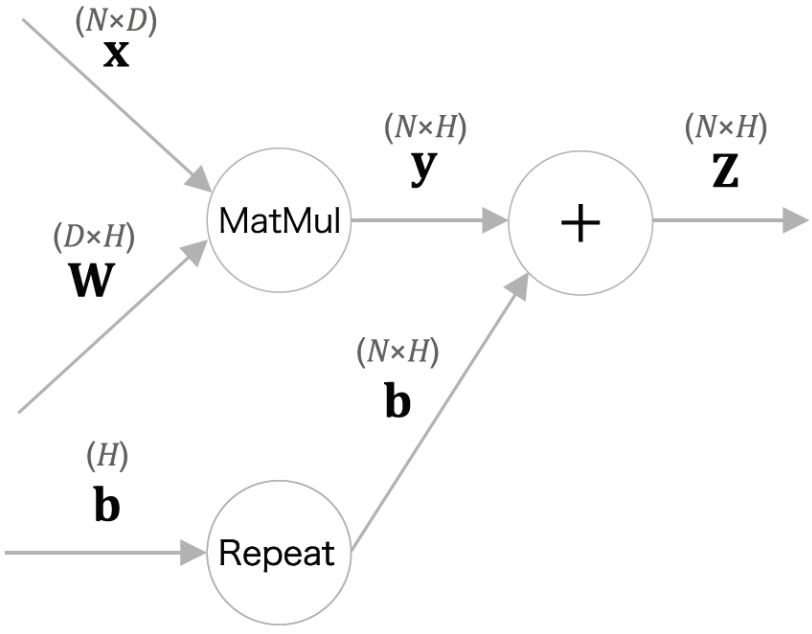 (N×D)
x
(D×H)
W
MatMul
(N×H)
y
+
(N×H)
z
(H)
b
Repeat
(N×H)
b